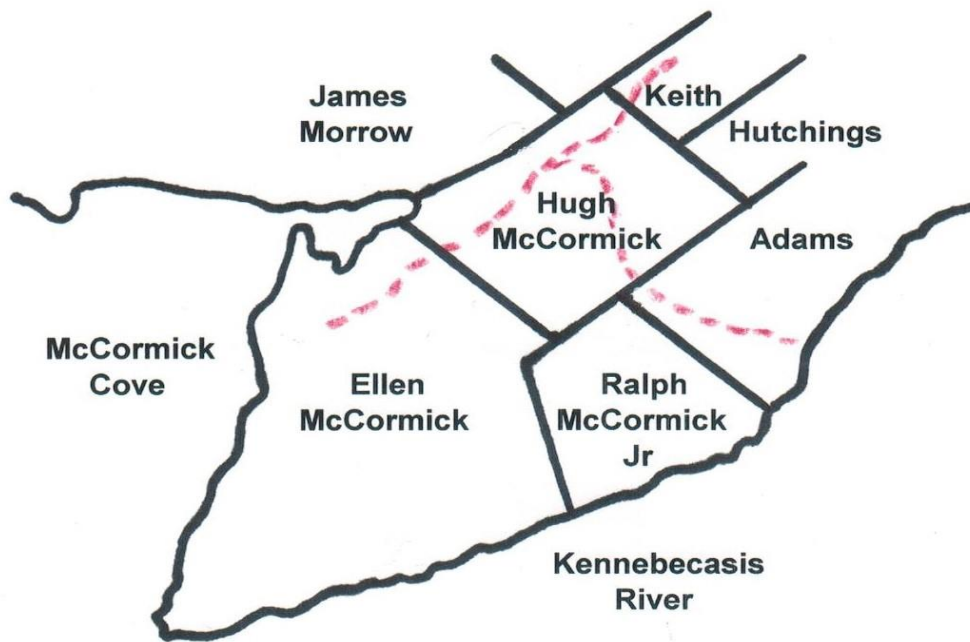 James
Morrow
Keith
Hutchings
Hugh
McCormick
Adams
McCormick
Cove
Ellen
McCormick
Ralph
McCormick
Jr
Kennebecasis
River